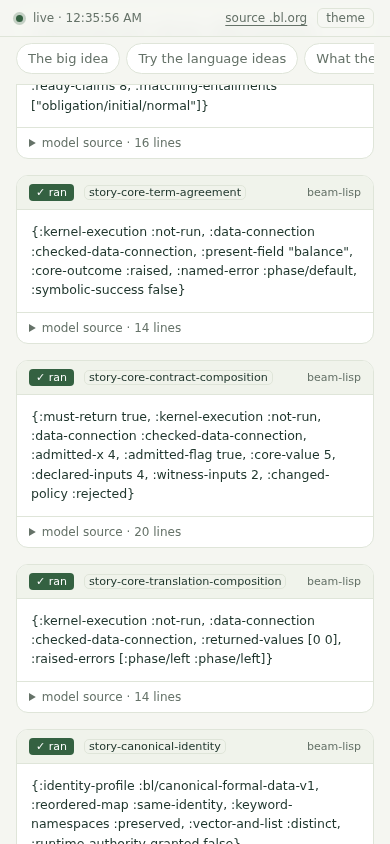 live · 12:35:56 AM source .bl.org theme
The big idea Try the language ideas What the
:ready-claims 8, :matching-entailments
["obligation/initial/normal"]}
▶ model source · 16 lines
✓ ran story-core-term-agreement beam-lisp
{:kernel-execution :not-run, :data-connection
:checked-data-connection, :present-field "balance",
:core-outcome :raised, :named-error :phase/default,
:symbolic-success false}
▶ model source · 14 lines
✓ ran story-core-contract-composition beam-lisp
{:must-return true, :kernel-execution :not-run,
:data-connection :checked-data-connection,
:admitted-x 4, :admitted-flag true, :core-value 5,
:declared-inputs 4, :witness-inputs 2, :changed-
policy :rejected}
▶ model source · 20 lines
✓ ran story-core-translation-composition beam-lisp
{:kernel-execution :not-run, :data-connection
:checked-data-connection, :returned-values [0 0],
:raised-errors [:phase/left :phase/left]}
▶ model source · 14 lines
✓ ran story-canonical-identity beam-lisp
{:identity-profile :bl/canonical-formal-data-v1,
:reordered-map :same-identity, :keyword-
namespaces :preserved, :vector-and-list :distinct,
:runtime-authority-granted false}